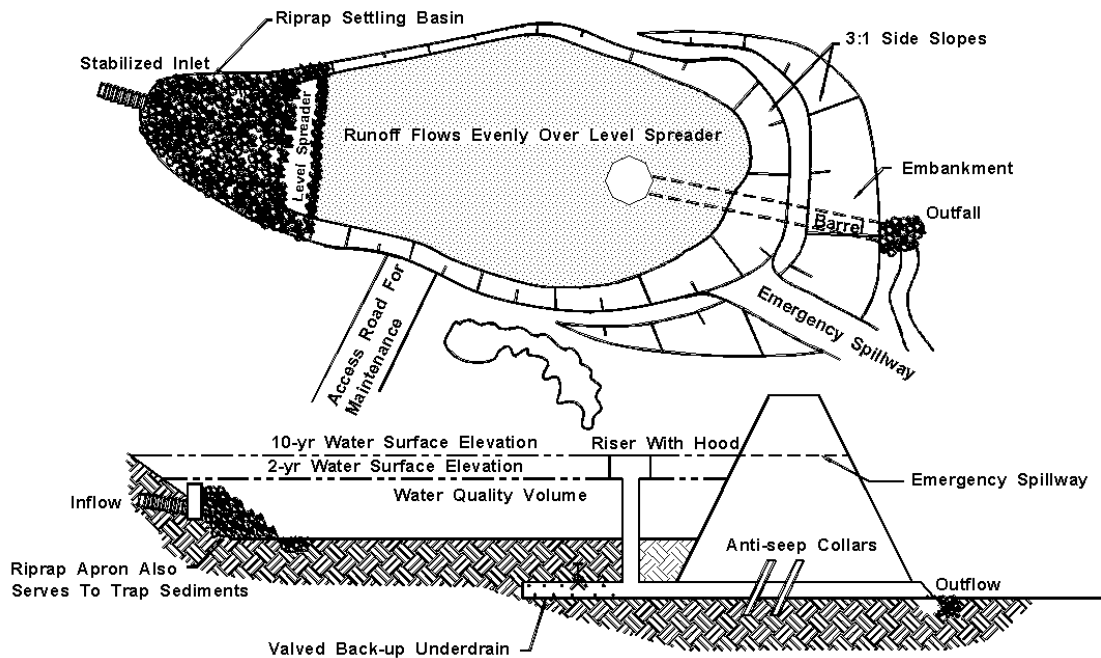 Riprap Settling Basin
3:1 Side Slopes
Stabilized Inlet
Level Spreader
Runoff Flows Evenly Over Level Spreader
Embankment
Outfall
Barrel
Emergency Spillway
Access Road For
Maintenance
10-yr Water Surface Elevation
Riser With Hood
2-yr Water Surface Elevation
Emergency Spillway
Water Quality Volume
Inflow
Anti-seep Collars
Riprap Apron Also
Serves To Trap Sediments
Outflow
Valved Back-up Underdrain